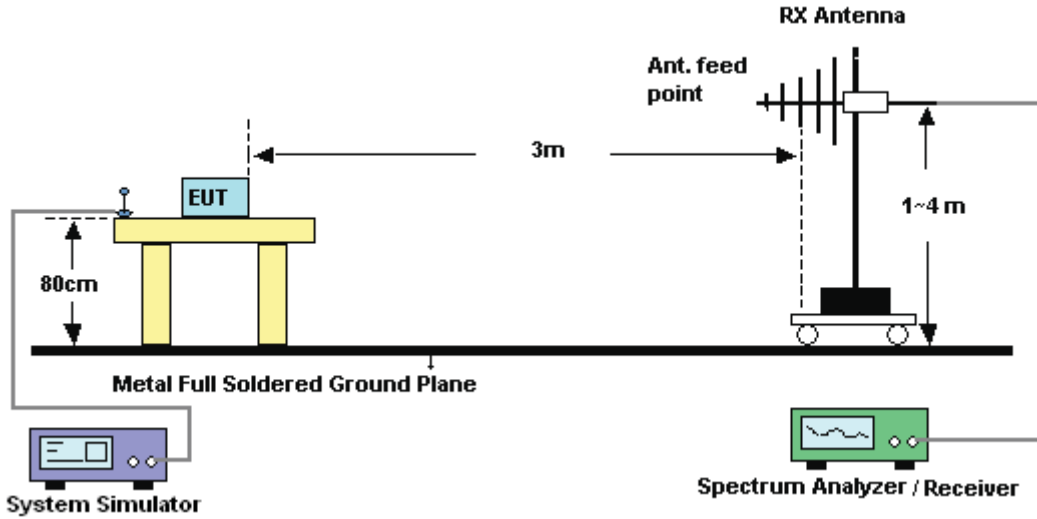 RX Antenna
Ant. feed
point
3m
EUT
1~4 m
80cm
Metal Full Soldered Ground Plane
System Simulator
Spectrum Analyzer / Receiver